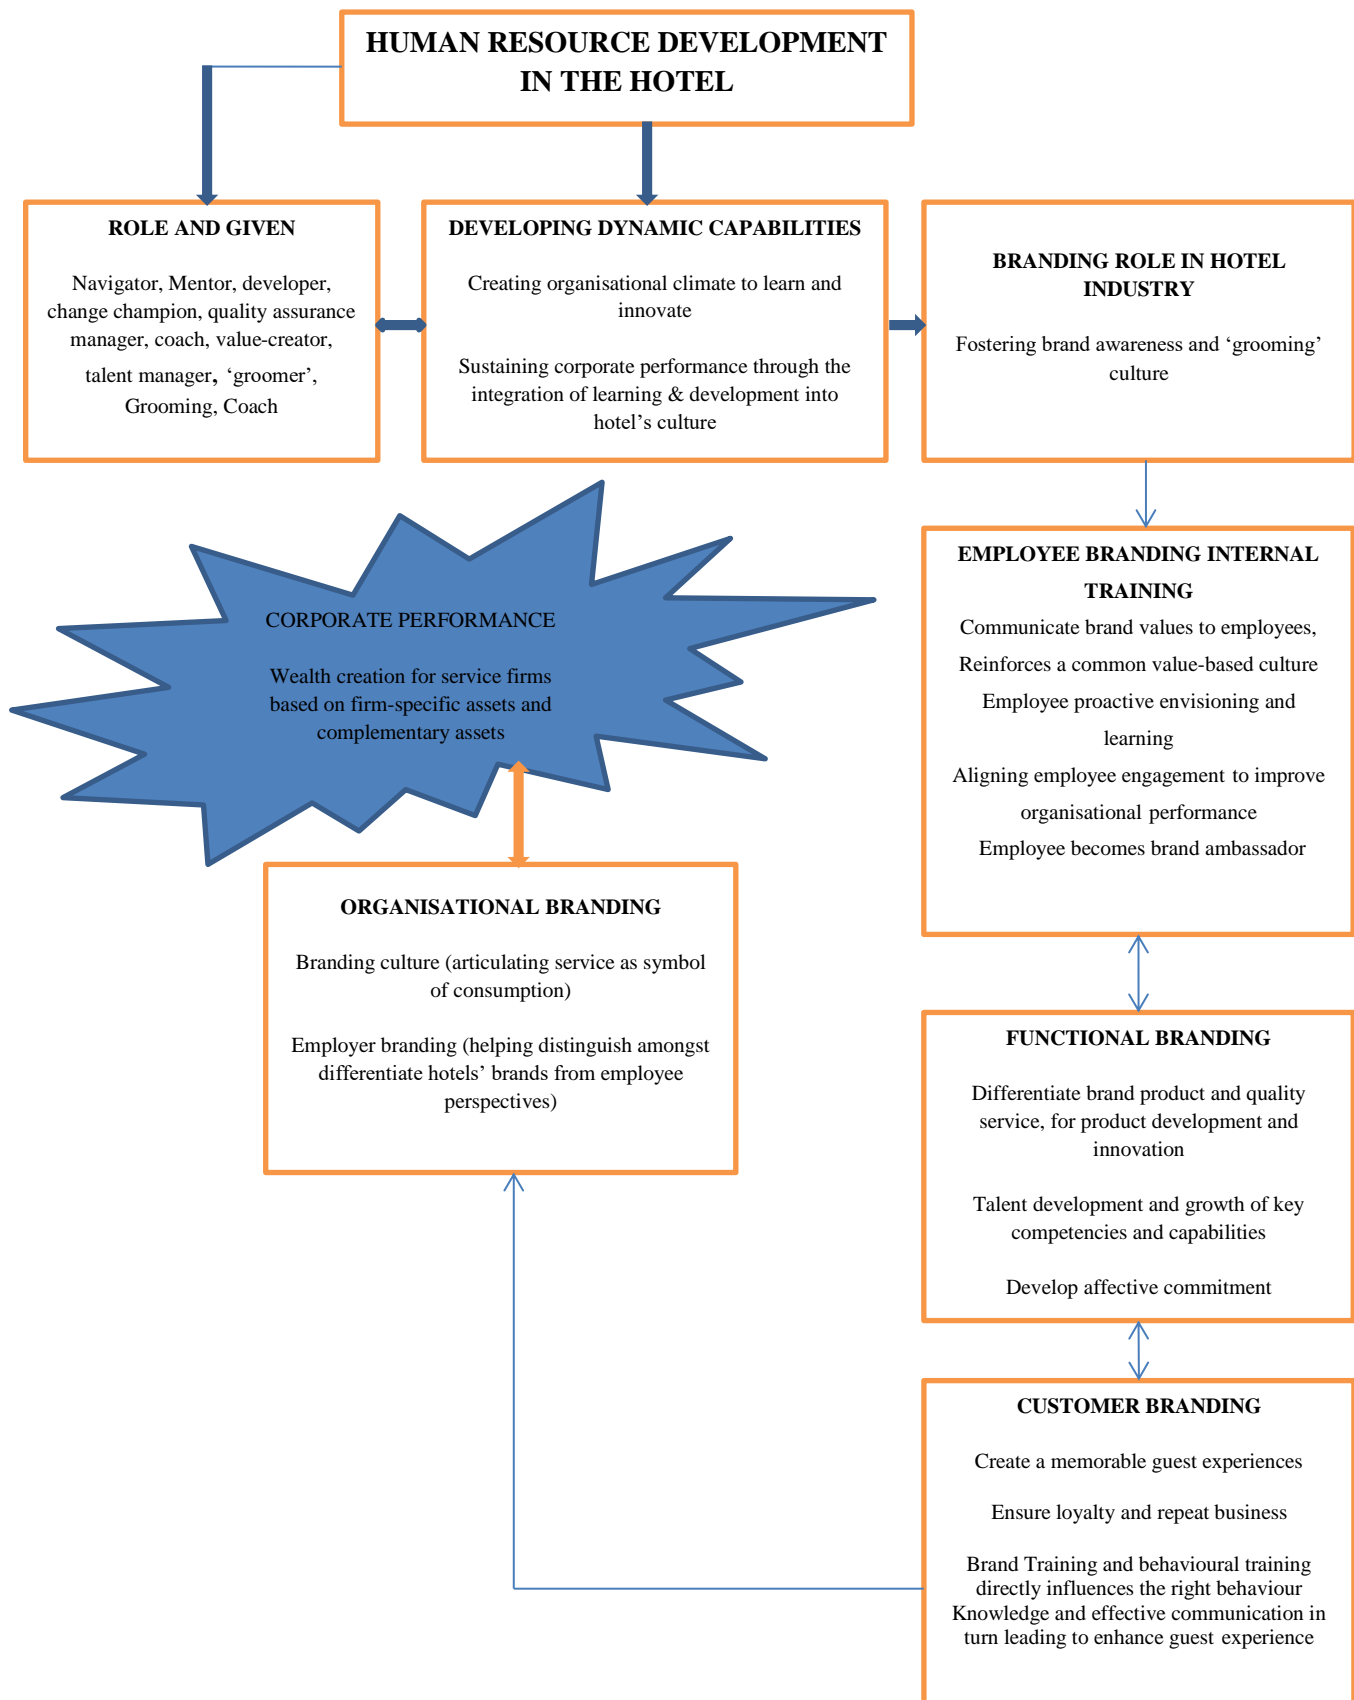 HUMAN RESOURCE DEVELOPMENT
IN THE HOTEL
ROLE AND GIVEN
Navigator, Mentor, developer,
change champion, quality assurance
manager, coach, value-creator,
talent manager, ‘groomer’,
Grooming, Coach
DEVELOPING DYNAMIC CAPABILITIES
Creating organisational climate to learn and
innovate
Sustaining corporate performance through the
integration of learning & development into
hotel’s culture
BRANDING ROLE IN HOTEL
INDUSTRY
Fostering brand awareness and ‘grooming’
culture
EMPLOYEE BRANDING INTERNAL
TRAINING
Communicate brand values to employees,
Reinforces a common value-based culture
Employee proactive envisioning and
learning
Aligning employee engagement to improve
organisational performance
Employee becomes brand ambassador
CORPORATE PERFORMANCE
Wealth creation for service firms
based on firm-specific assets and
complementary assets
ORGANISATIONAL BRANDING
Branding culture (articulating service as symbol
of consumption)
Employer branding (helping distinguish amongst
differentiate hotels’ brands from employee
perspectives)
FUNCTIONAL BRANDING
Differentiate brand product and quality
service, for product development and
innovation
Talent development and growth of key
competencies and capabilities
Develop affective commitment
CUSTOMER BRANDING
Create a memorable guest experiences
Ensure loyalty and repeat business
Brand Training and behavioural training
directly influences the right behaviour
Knowledge and effective communication in
turn leading to enhance guest experience